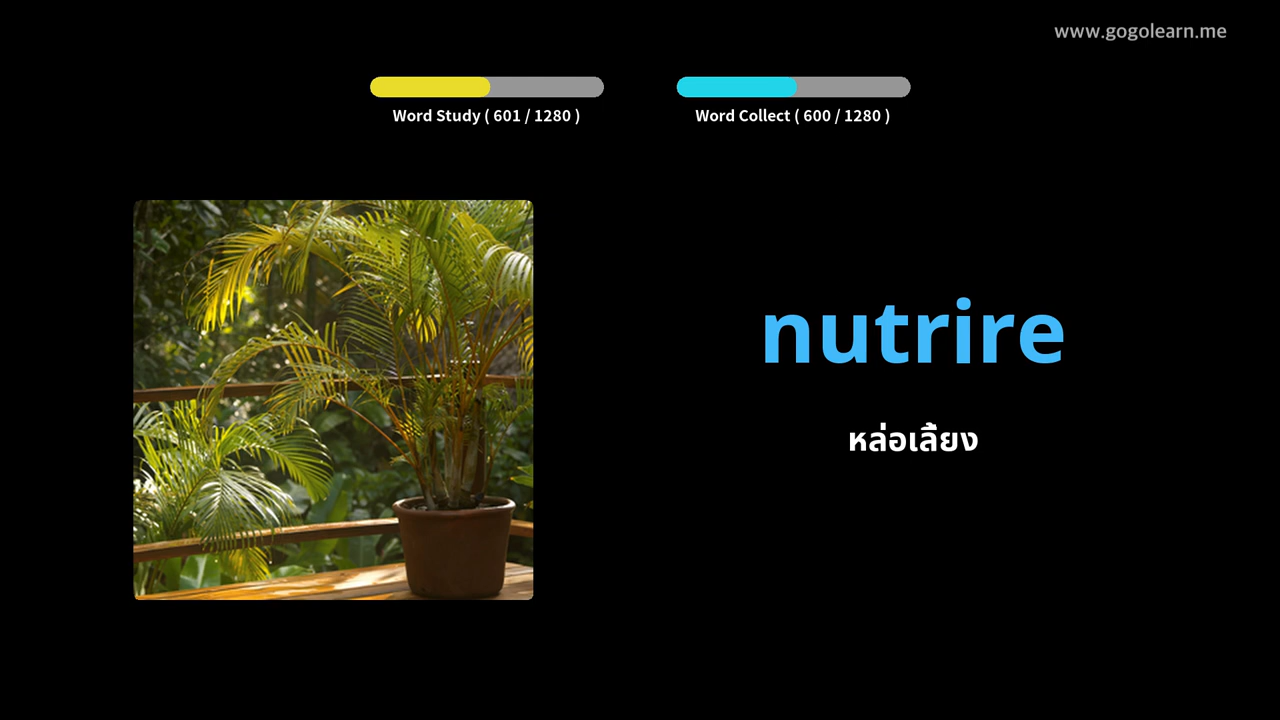 www.gogolearn.me
Word Study ( 601 / 1280 )
Word Collect ( 600 / 1280 )
nutrire
หล่อเลี้ยง